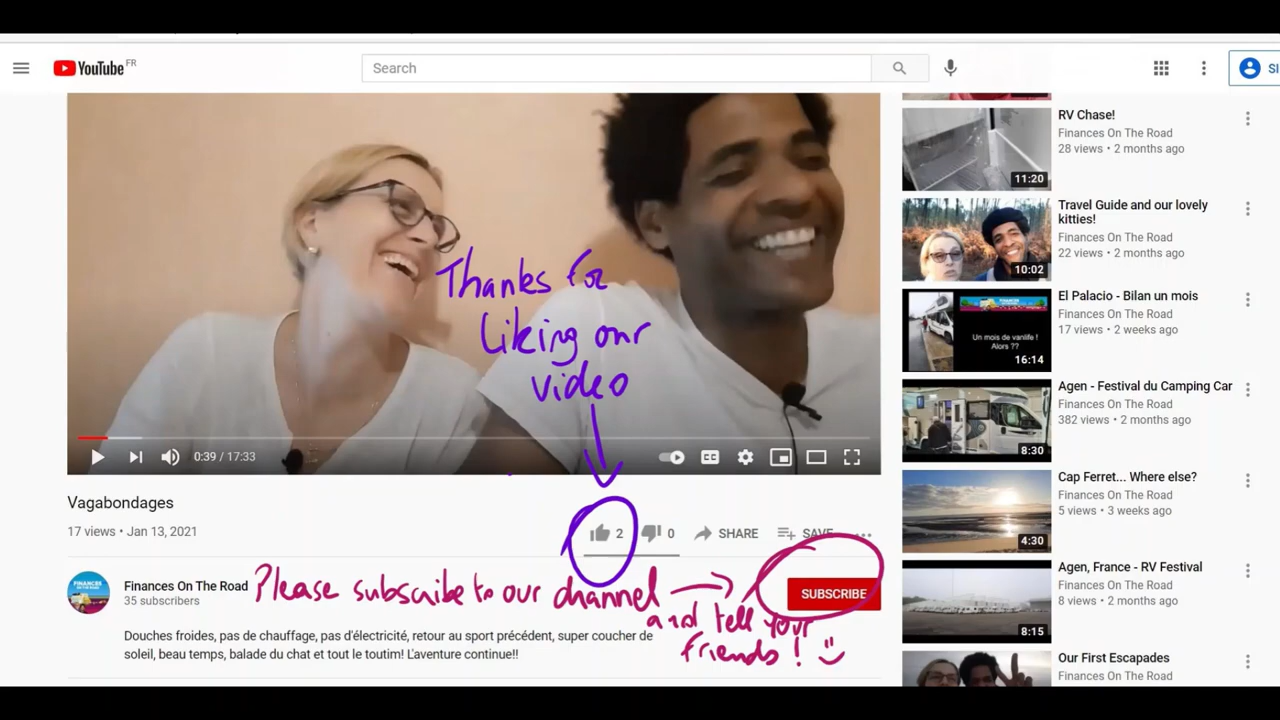 YouTube FR
Search
SI
Thanks for
liking our
video
0:39 / 17:33
CC
Vagabondages
17 views • Jan 13, 2021
2
0
SHARE
SAVE
Finances On The Road
35 subscribers
Please subscribe to our channel
and tell your
friends !
SUBSCRIBE
Douches froides, pas de chauffage, pas d'électricité, retour au sport précédent, super coucher de
soleil, beau temps, balade du chat et tout le toutim! L'aventure continue!!
RV Chase!
Finances On The Road
28 views • 2 months ago
11:20
Travel Guide and our lovely
kitties!
Finances On The Road
22 views • 2 months ago
10:02
El Palacio - Bilan un mois
Finances On The Road
17 views • 2 weeks ago
Un mois de vanlife !
Alors ??
16:14
Agen - Festival du Camping Car
Finances On The Road
382 views • 2 months ago
8:30
Cap Ferret... Where else?
Finances On The Road
5 views • 3 weeks ago
4:30
Agen, France - RV Festival
Finances On The Road
8 views • 2 months ago
8:15
Our First Escapades
Finances On The Road